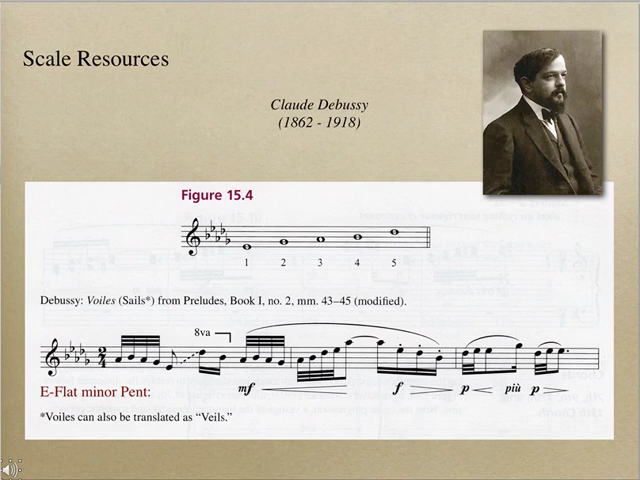 Scale Resources
Claude Debussy
(1862 - 1918)
Figure 15.4
1 2 3 4 5
Debussy: Voiles (Sails*) from Preludes, Book I, no. 2, mm. 43–45 (modified).
8va
2
4
mf f p più p
E-Flat minor Pent:
*Voiles can also be translated as “Veils.”